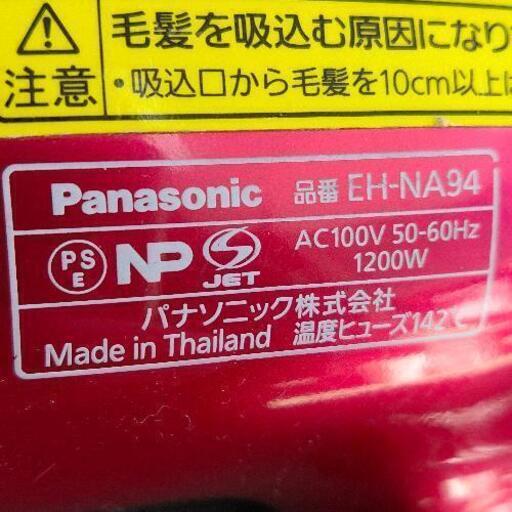 毛髪を吸込む原因になり
注意
・吸込口から毛髪を10cm以上は
Panasonic 品番 EH-NA94
PSE NP S JET AC100V 50-60Hz
1200W
パナソニック株式会社
Made in Thailand 温度ヒューズ142℃